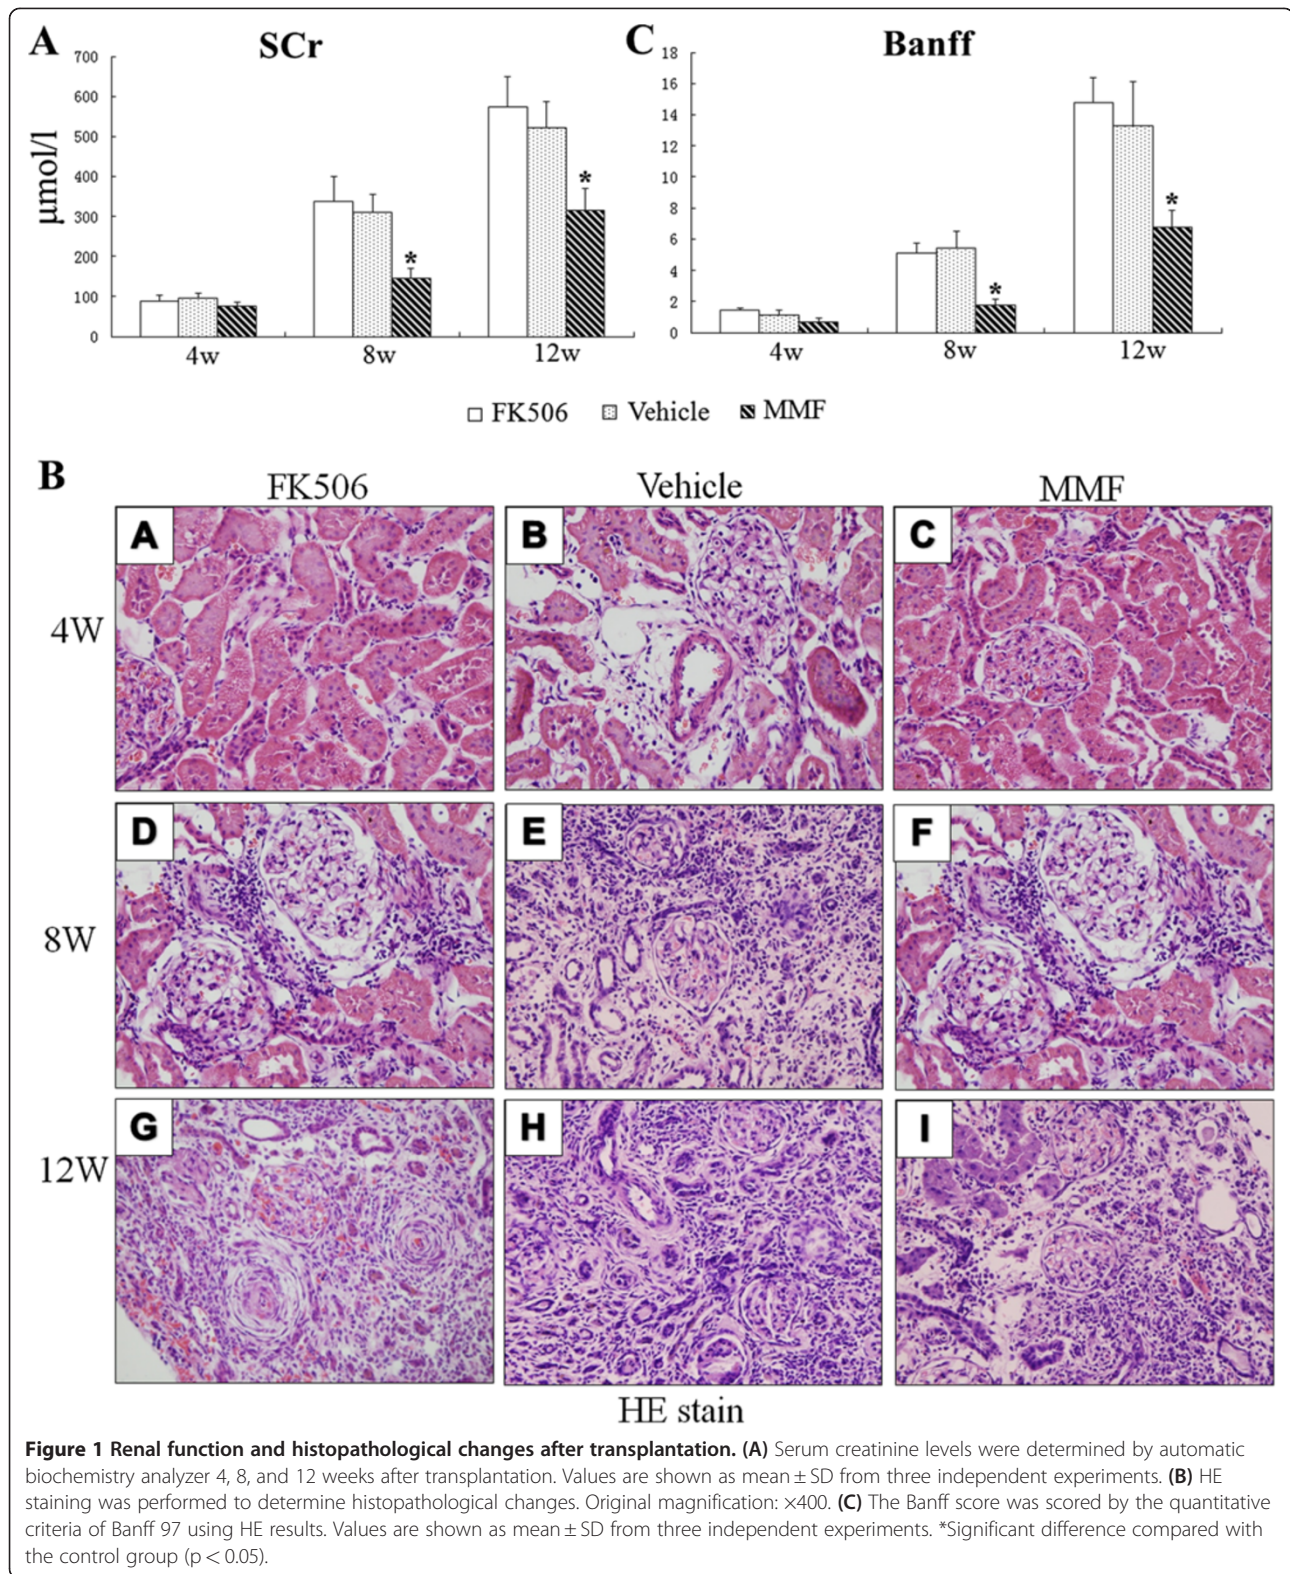 A
SCr
700
600
500
400
300
200
100
0
μmol/l
*
*
4w
8w
12w
C
Banff
18
16
14
12
10
8
6
4
2
0
*
*
4w
8w
12w
FK506 Vehicle MMF
B
FK506 Vehicle MMF
4W
A B C
8W
D E F
12W
G H I
HE stain
Figure 1 Renal function and histopathological changes after transplantation. (A) Serum creatinine levels were determined by automatic
biochemistry analyzer 4, 8, and 12 weeks after transplantation. Values are shown as mean ± SD from three independent experiments. (B) HE
staining was performed to determine histopathological changes. Original magnification: ×400. (C) The Banff score was scored by the quantitative
criteria of Banff 97 using HE results. Values are shown as mean ± SD from three independent experiments. *Significant difference compared with
the control group (p < 0.05).